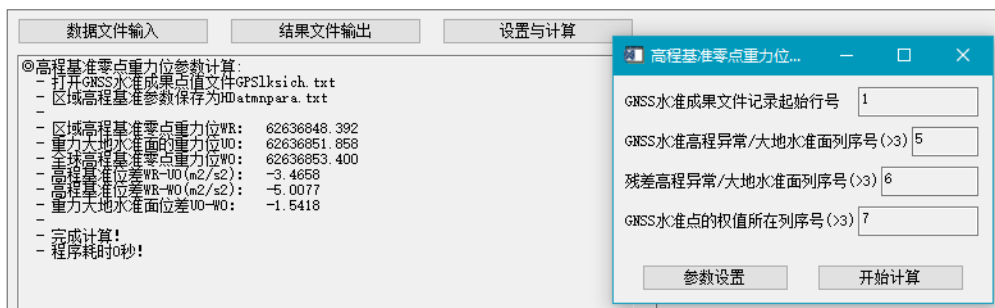 数据文件输入
结果文件输出
设置与计算
◎高程基准零点重力位参数计算:
- 打开GNSS水准成果点值文件GPSlksich.txt
- 区域高程基准参数保存为HDatmnpara.txt
-
- 区域高程基准零点重力位WR: 62636848.392
- 重力大地水准面的重力位U0: 62636851.858
- 全球高程基准零点重力位W0: 62636853.400
- 高程基准位差WR-U0(m2/s2): -3.4658
- 高程基准位差WR-W0(m2/s2): -5.0077
- 重力大地水准面位差U0-W0: -1.5418
-
- 完成计算!
- 程序耗时0秒!
高程基准零点重力位...
GNSS水准成果文件记录起始行号 1
GNSS水准高程异常/大地水准面列序号(>3) 5
残差高程异常/大地水准面列序号(>3) 6
GNSS水准点的权值所在列序号(>3) 7
参数设置
开始计算